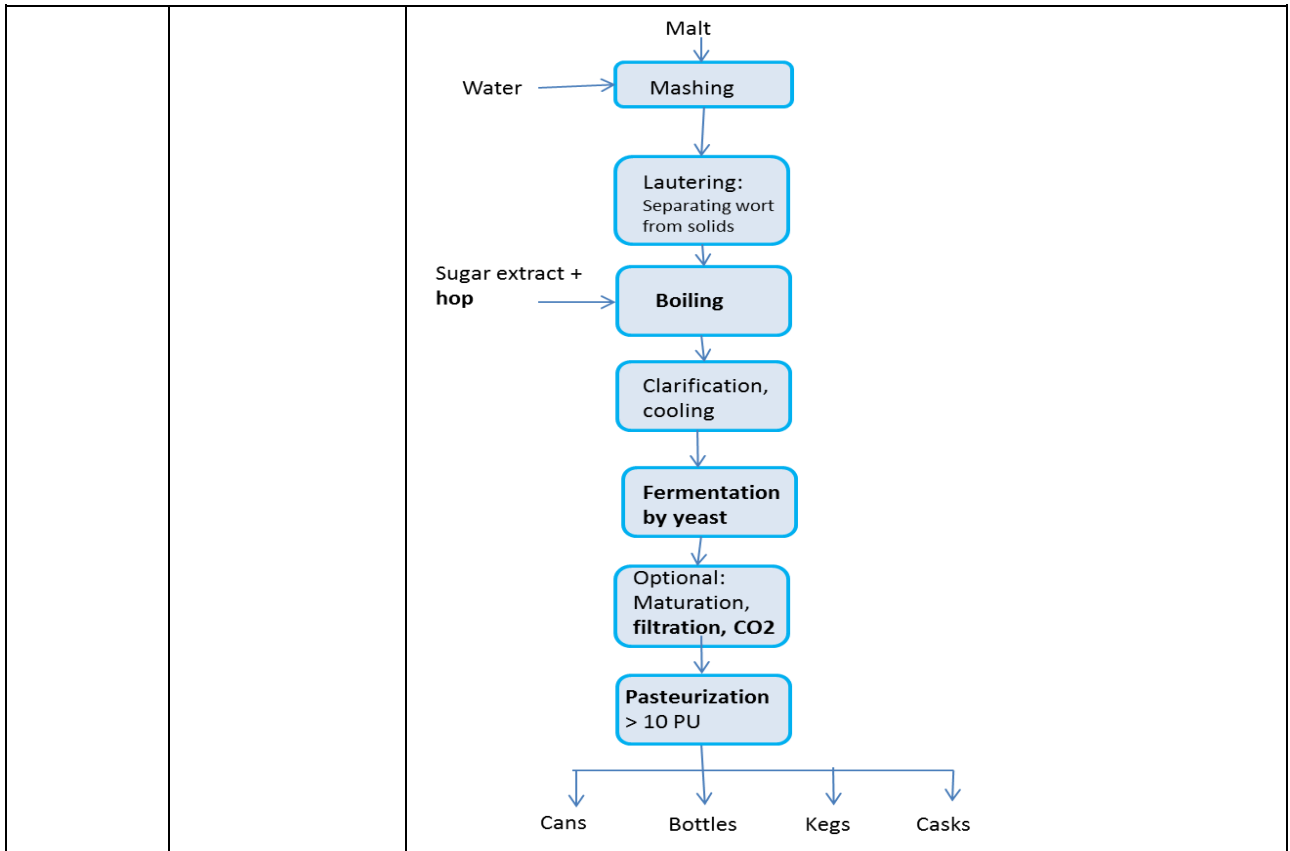 Malt
Water
Mashing
Lautering:
Separating wort
from solids
Sugar extract +
hop
Boiling
Clarification,
cooling
Fermentation
by yeast
Optional:
Maturation,
filtration, CO2
Pasteurization
> 10 PU
Cans
Bottles
Kegs
Casks